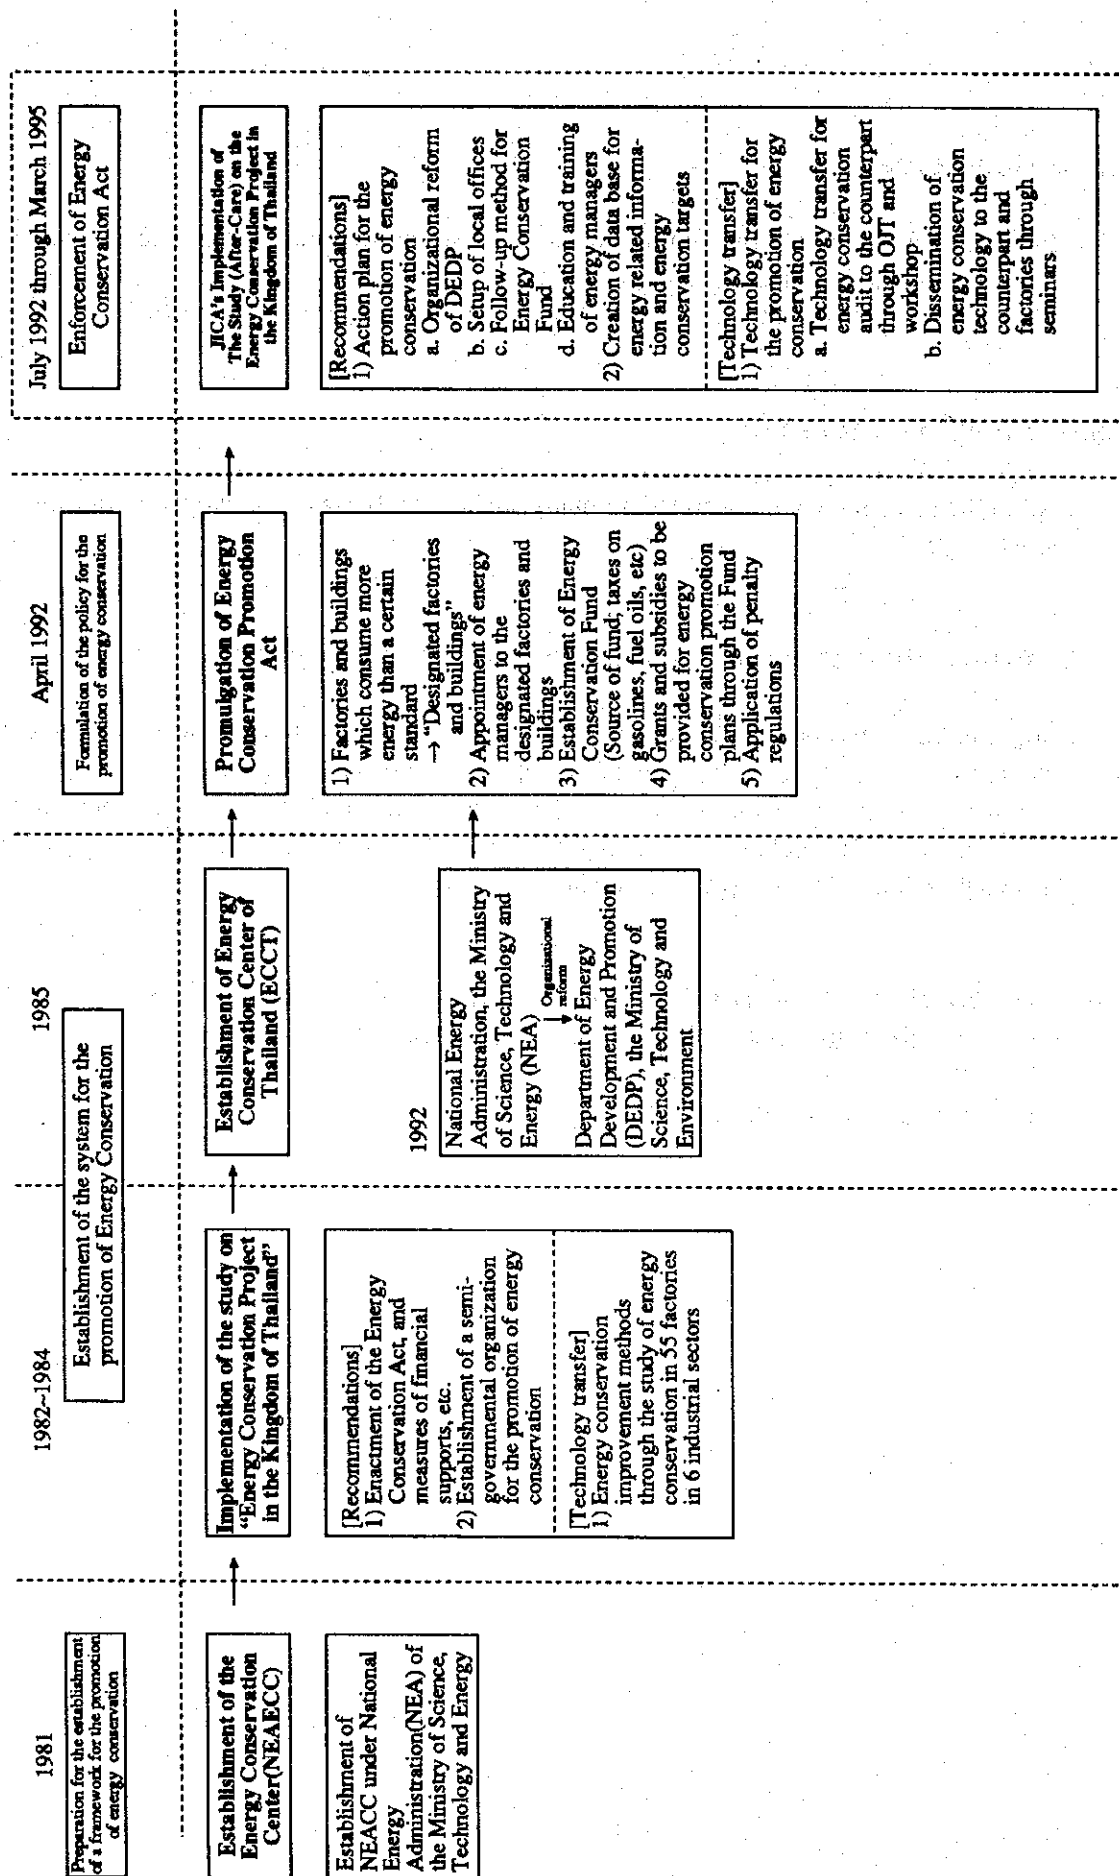 1981
Preparation for the establishment
of a framework for the promotion
of energy conservation
Establishment of the
Energy Conservation
Center(NEAECC)
Establishment of
NEACC under National
Energy
Administration(NEA) of
the Ministry of Science,
Technology and Energy
1982~1984
1985
Establishment of the system for the
promotion of Energy Conservation
Implementation of the study on
“Energy Conservation Project
in the Kingdom of Thailand”
[Recommendations]
1) Enactment of the Energy
Conservation Act, and
measures of financial
supports, etc.
2) Establishment of a semi-
governmental organization
for the promotion of energy
conservation
[Technology transfer]
1) Energy conservation
improvement methods
through the study of energy
conservation in 55 factories
in 6 industrial sectors
Establishment of Energy
Conservation Center of
Thailand (ECCT)
1992
National Energy
Administration, the Ministry
of Science, Technology and
Energy (NEA)
Organizational
reform
Department of Energy
Development and Promotion
(DEDP), the Ministry of
Science, Technology and
Environment
April 1992
Formulation of the policy for the
promotion of energy conservation
Promulgation of Energy
Conservation Promotion
Act
1) Factories and buildings
which consume more
energy than a certain
standard
→ “Designated factories
and buildings”
2) Appointment of energy
managers to the
designated factories and
buildings
3) Establishment of Energy
Conservation Fund
(Source of fund; taxes on
gasolines, fuel oils, etc)
4) Grants and subsidies to be
provided for energy
conservation promotion
plans through the Fund
5) Application of penalty
regulations
July 1992 through March 1995
Enforcement of Energy
Conservation Act
JICA's Implementation of
The Study (After-Care) on the
Energy Conservation Project in
the Kingdom of Thailand
[Recommendations]
1) Action plan for the
promotion of energy
conservation
a. Organizational reform
of DEDP
b. Setup of local offices
c. Follow-up method for
Energy Conservation
Fund
d. Education and training
of energy managers
2) Creation of data base for
energy related informa-
tion and energy
conservation targets
[Technology transfer]
1) Technology transfer for
the promotion of energy
conservation
a. Technology transfer for
energy conservation
audit to the counterpart
through OJT and
workshop
b. Dissemination of
energy conservation
technology to the
counterpart and
factories through
seminars